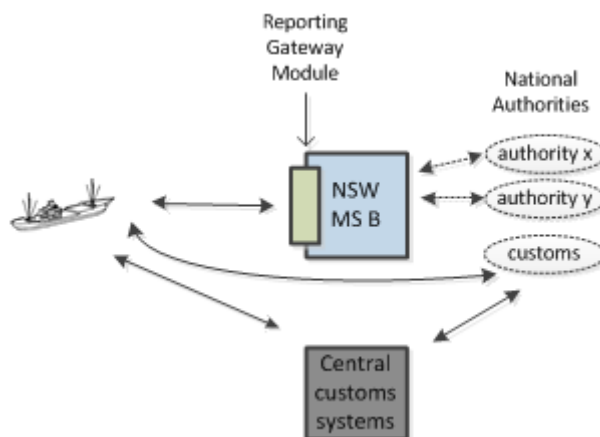 Reporting
Gateway
Module
National
Authorities
authority x
NSW
MS B
authority y
customs
Central
customs
systems